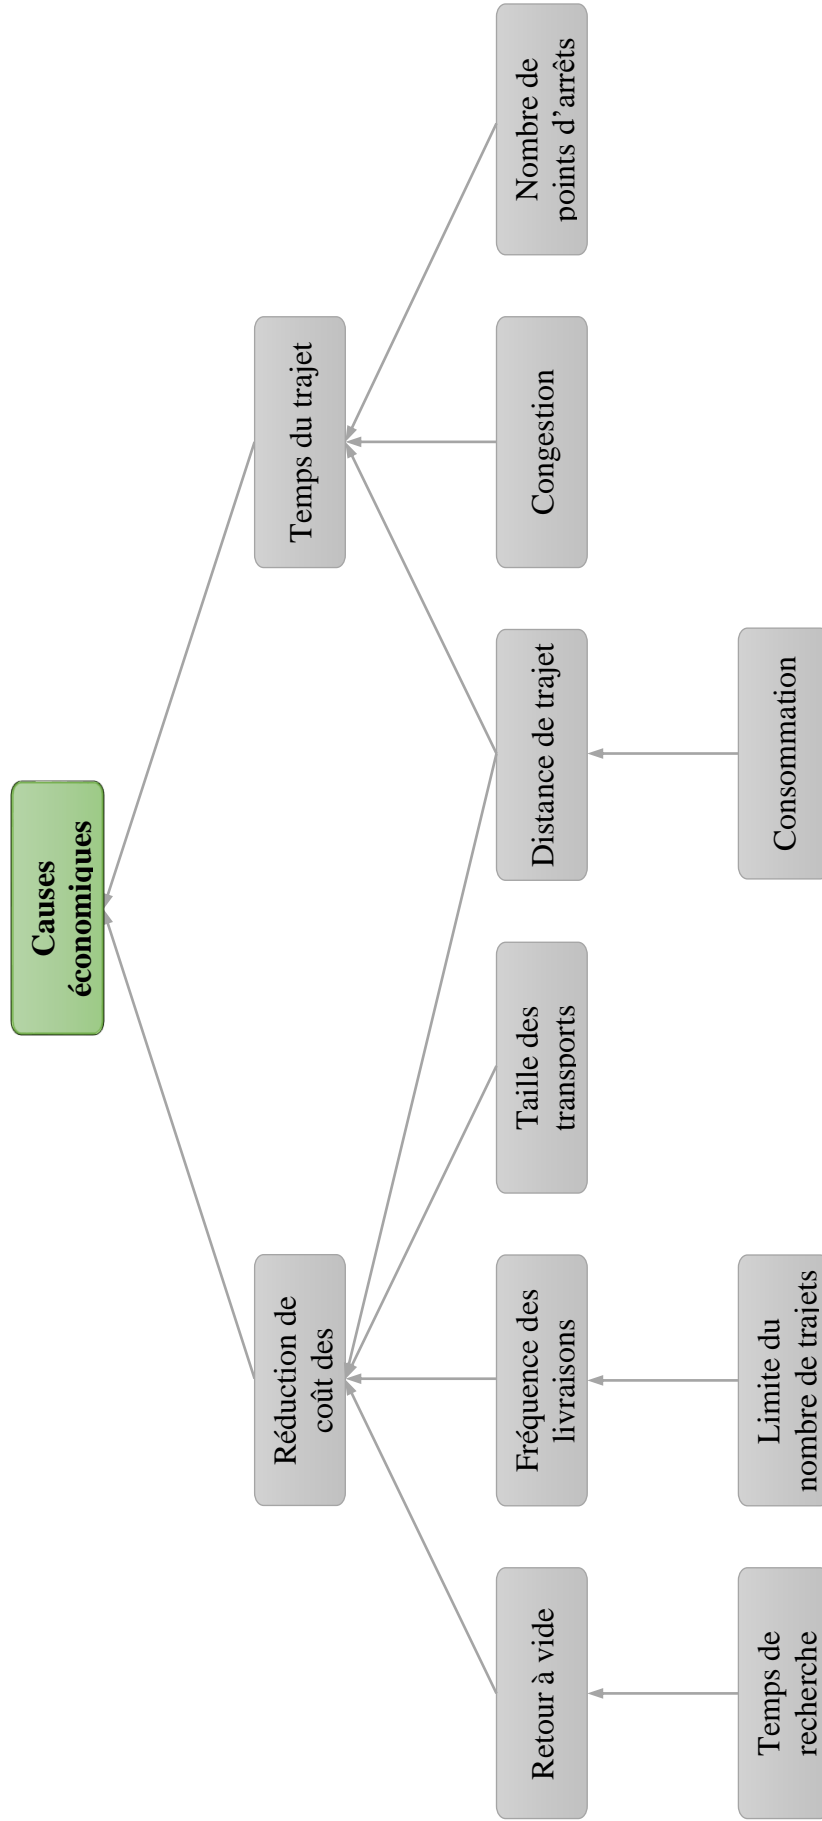 Causes
économiques
Réduction de
coût des
Temps du trajet
Retour à vide
Fréquence des
livraisons
Taille des
transports
Distance de trajet
Congestion
Nombre de
points d’arrêts
Temps de
recherche
Limite du
nombre de trajets
Consommation